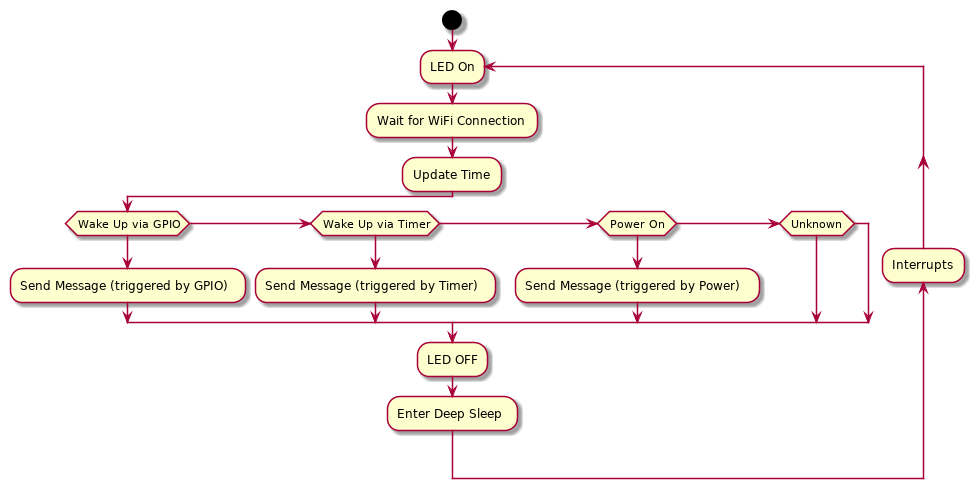 LED On
Wait for WiFi Connection
Update Time
Wake Up via GPIO
Wake Up via Timer
Power On
Unknown
Send Message (triggered by GPIO)
Send Message (triggered by Timer)
Send Message (triggered by Power)
Interrupts
LED OFF
Enter Deep Sleep